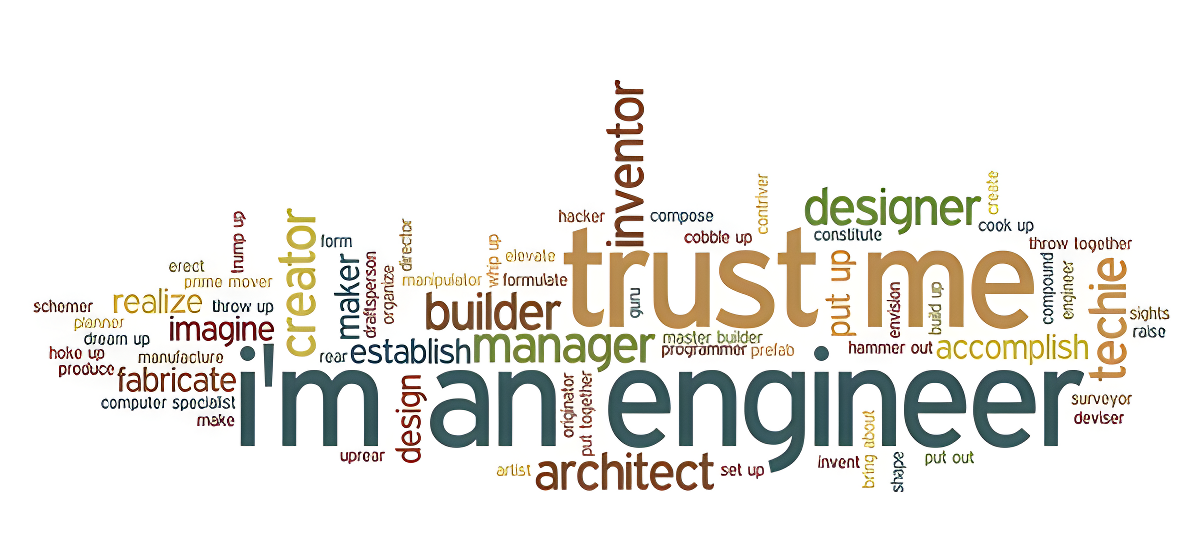 inventor
create
contriver
designer
hacker
compose
cook up
trump up
creator
form
director
whip up
elevate
cobble up
trust me
constitute
throw together
erect
prime mover
maker
draftsperson
organize
manipulator
formulate
guru
put up
envision
build up
compound
engineer
techie
schemer
realize
throw up
builder
sights
planner
imagine
raise
dream up
master builder
hoke up
manufacture
rear
establish
manager
programmer
prefab
hammer out
accomplish
produce
fabricate
i'm an engineer
computer specialist
design
originator
put together
surveyor
make
bring about
deviser
uprear
artist
architect
set up
invent
shape
put out